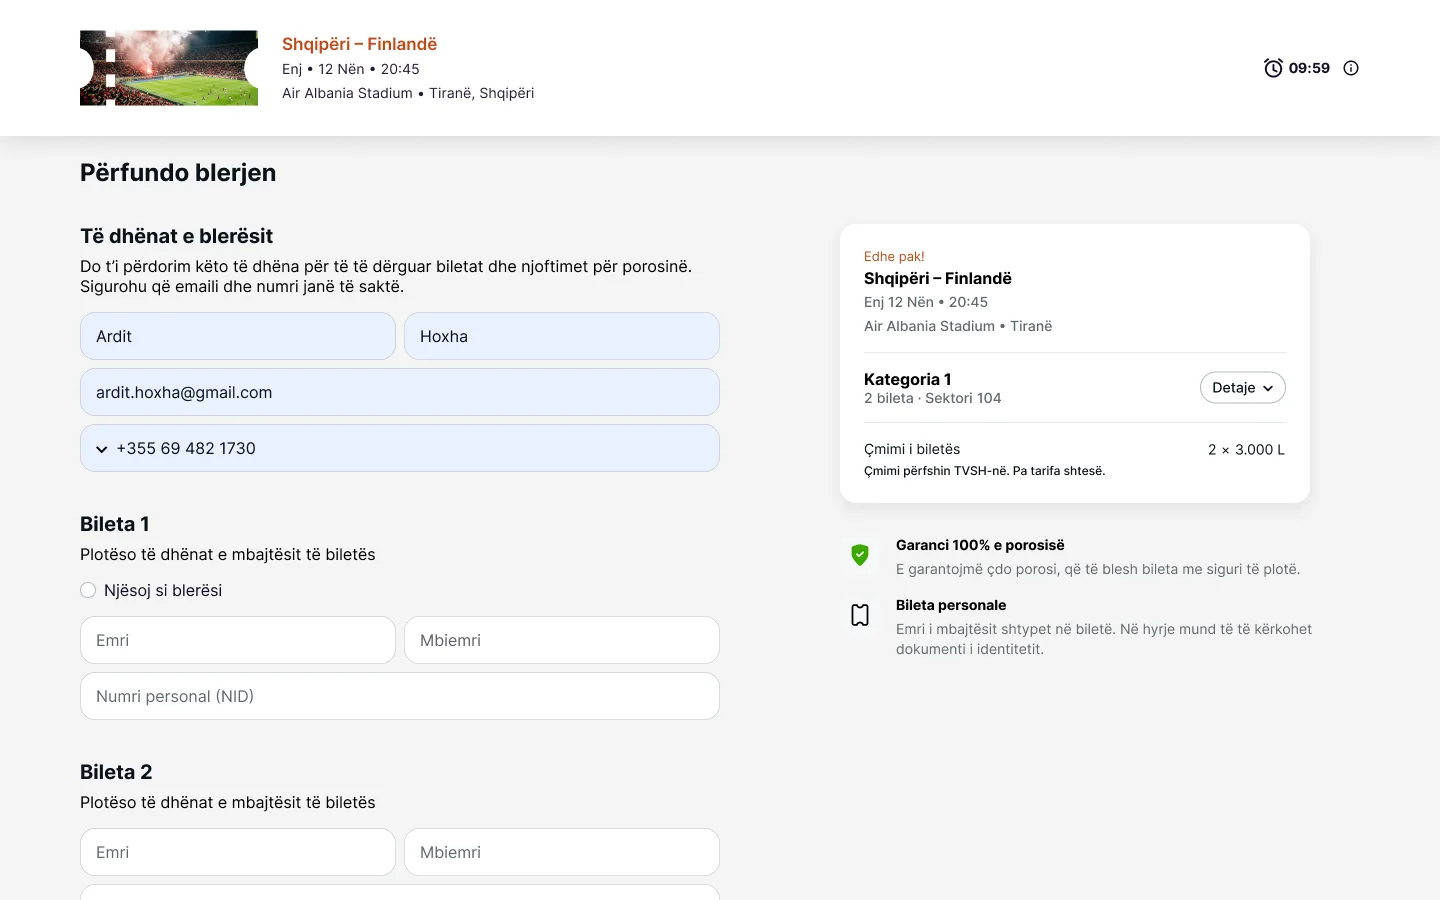 Shqipëri – Finlandë
Enj • 12 Nën • 20:45
Air Albania Stadium • Tiranë, Shqipëri
09:59
Përfundo blerjen
Të dhënat e blerësit
Do t’i përdorim këto të dhëna për të të dërguar biletat dhe njoftimet për porosinë.
Sigurohu që emaili dhe numri janë të saktë.
Ardit
Hoxha
ardit.hoxha@gmail.com
+355 69 482 1730
Bileta 1
Plotëso të dhënat e mbajtësit të biletës
Njësoj si blerësi
Emri
Mbiemri
Numri personal (NID)
Bileta 2
Plotëso të dhënat e mbajtësit të biletës
Emri
Mbiemri
Edhe pak!
Shqipëri – Finlandë
Enj 12 Nën • 20:45
Air Albania Stadium • Tiranë
Kategoria 1
2 bileta · Sektori 104
Detaje
Çmimi i biletës
2 × 3.000 L
Çmimi përfshin TVSH-në. Pa tarifa shtesë.
Garanci 100% e porosisë
E garantojmë çdo porosi, që të blesh bileta me siguri të plotë.
Bileta personale
Emri i mbajtësit shtypet në biletë. Në hyrje mund të të kërkohet
dokumenti i identitetit.